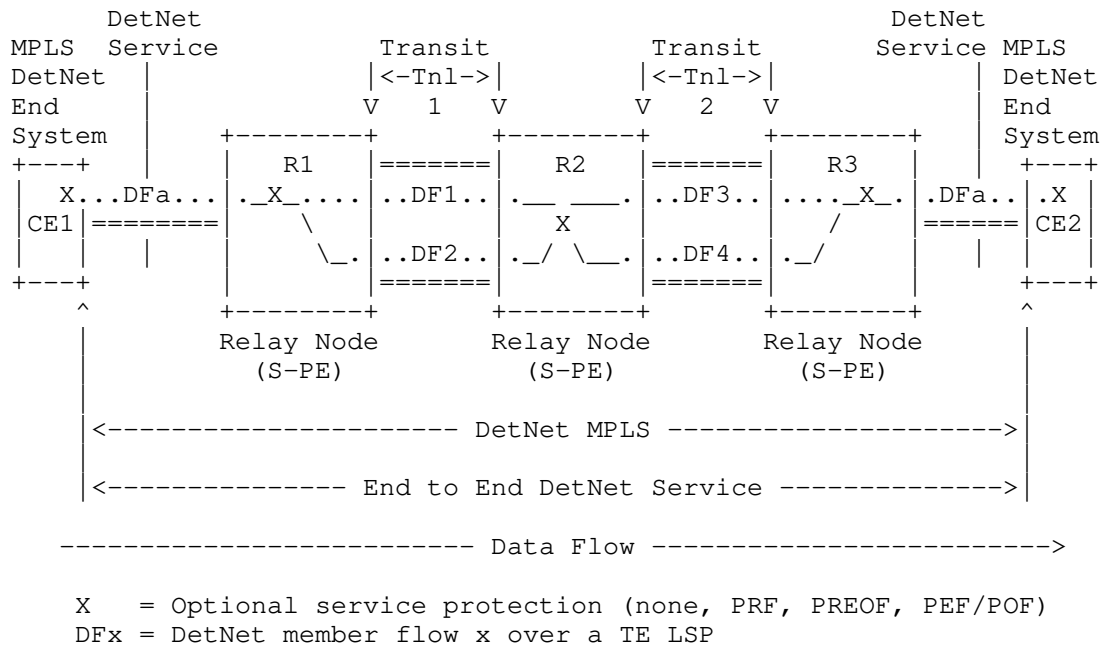 DetNet                                             DetNet
  MPLS  Service          Transit          Transit         Service MPLS
  DetNet  |             |<-Tnl->|        |<-Tnl->|             | DetNet
  End     |             V   1   V        V   2   V             | End
  System  |    +--------+       +--------+       +--------+    | System
  +---+   |    |   R1   |=======|   R2   |=======|   R3   |    |  +---+
  |  X...DFa...|._X_....|..DF1..|.__ ___.|..DF3..|...._X_.|.DFa..|.X  |
  |CE1|========|    \   |       |   X    |       |   /    |======|CE2|
  |   |   |    |     \_.|..DF2..|._/ \__.|..DF4..|._/     |    |  |   |
  +---+        |        |=======|        |=======|        |       +---+
      ^        +--------+       +--------+       +--------+       ^
      |        Relay Node       Relay Node       Relay Node       |
      |          (S-PE)           (S-PE)           (S-PE)         |
      |                                                           |
      |<---------------------- DetNet MPLS --------------------->|
      |                                                           |
      |<--------------- End to End DetNet Service -------------->|

     -------------------------- Data Flow ------------------------->

      X   = Optional service protection (none, PRF, PREOF, PEF/POF)
      DFx = DetNet member flow x over a TE LSP